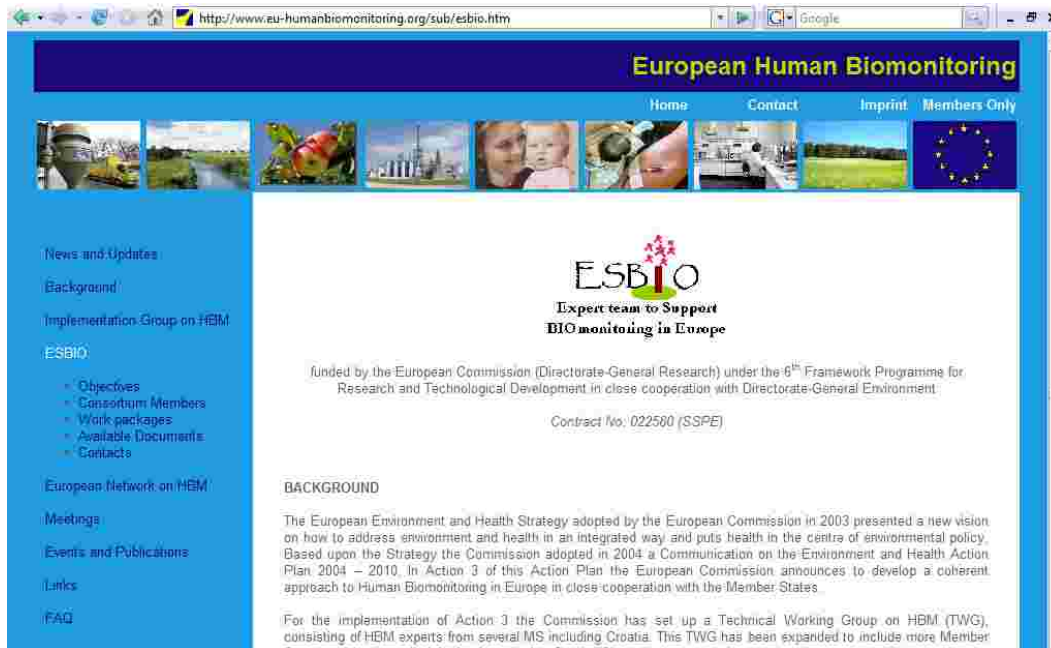 http://www.eu-humanbiomonitoring.org/sub/esbio.htm
Google
European Human Biomonitoring
Home Contact Imprint Members Only
News and Updates
Background
Implementation Group on HBM
ESBIO
Objectives
Consortium Members
Work packages
Available Documents
Contacts
European Network on HBM
Meetings
Events and Publications
Links
FAQ
ESBIO
Expert team to Support
BIOmonitoring in Europe
funded by the European Commission (Directorate-General Research) under the 6th Framework Programme for
Research and Technological Development in close cooperation with Directorate-General Environment
Contract No: 022580 (SSPE)
BACKGROUND
The European Environment and Health Strategy adopted by the European Commission in 2003 presented a new vision
on how to address environment and health in an integrated way and puts health in the centre of environmental policy.
Based upon the Strategy the Commission adopted in 2004 a Communication on the Environment and Health Action
Plan 2004 – 2010. In Action 3 of this Action Plan the European Commission announces to develop a coherent
approach to Human Biomonitoring in Europe in close cooperation with the Member States.
For the implementation of Action 3 the Commission has set up a Technical Working Group on HBM (TWG),
consisting of HBM experts from several MS including Croatia. This TWG has been expanded to include more Member